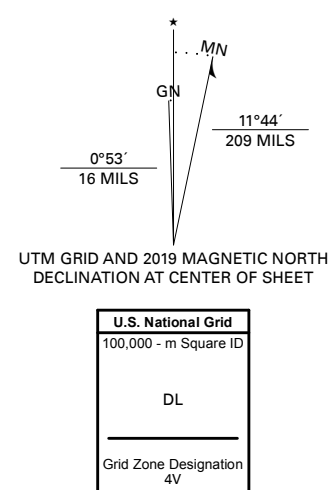 ★
MN
GN
11°44´
209 MILS
0°53´
16 MILS
UTM GRID AND 2019 MAGNETIC NORTH
DECLINATION AT CENTER OF SHEET
U.S. National Grid
100,000 - m Square ID
DL
Grid Zone Designation
4V